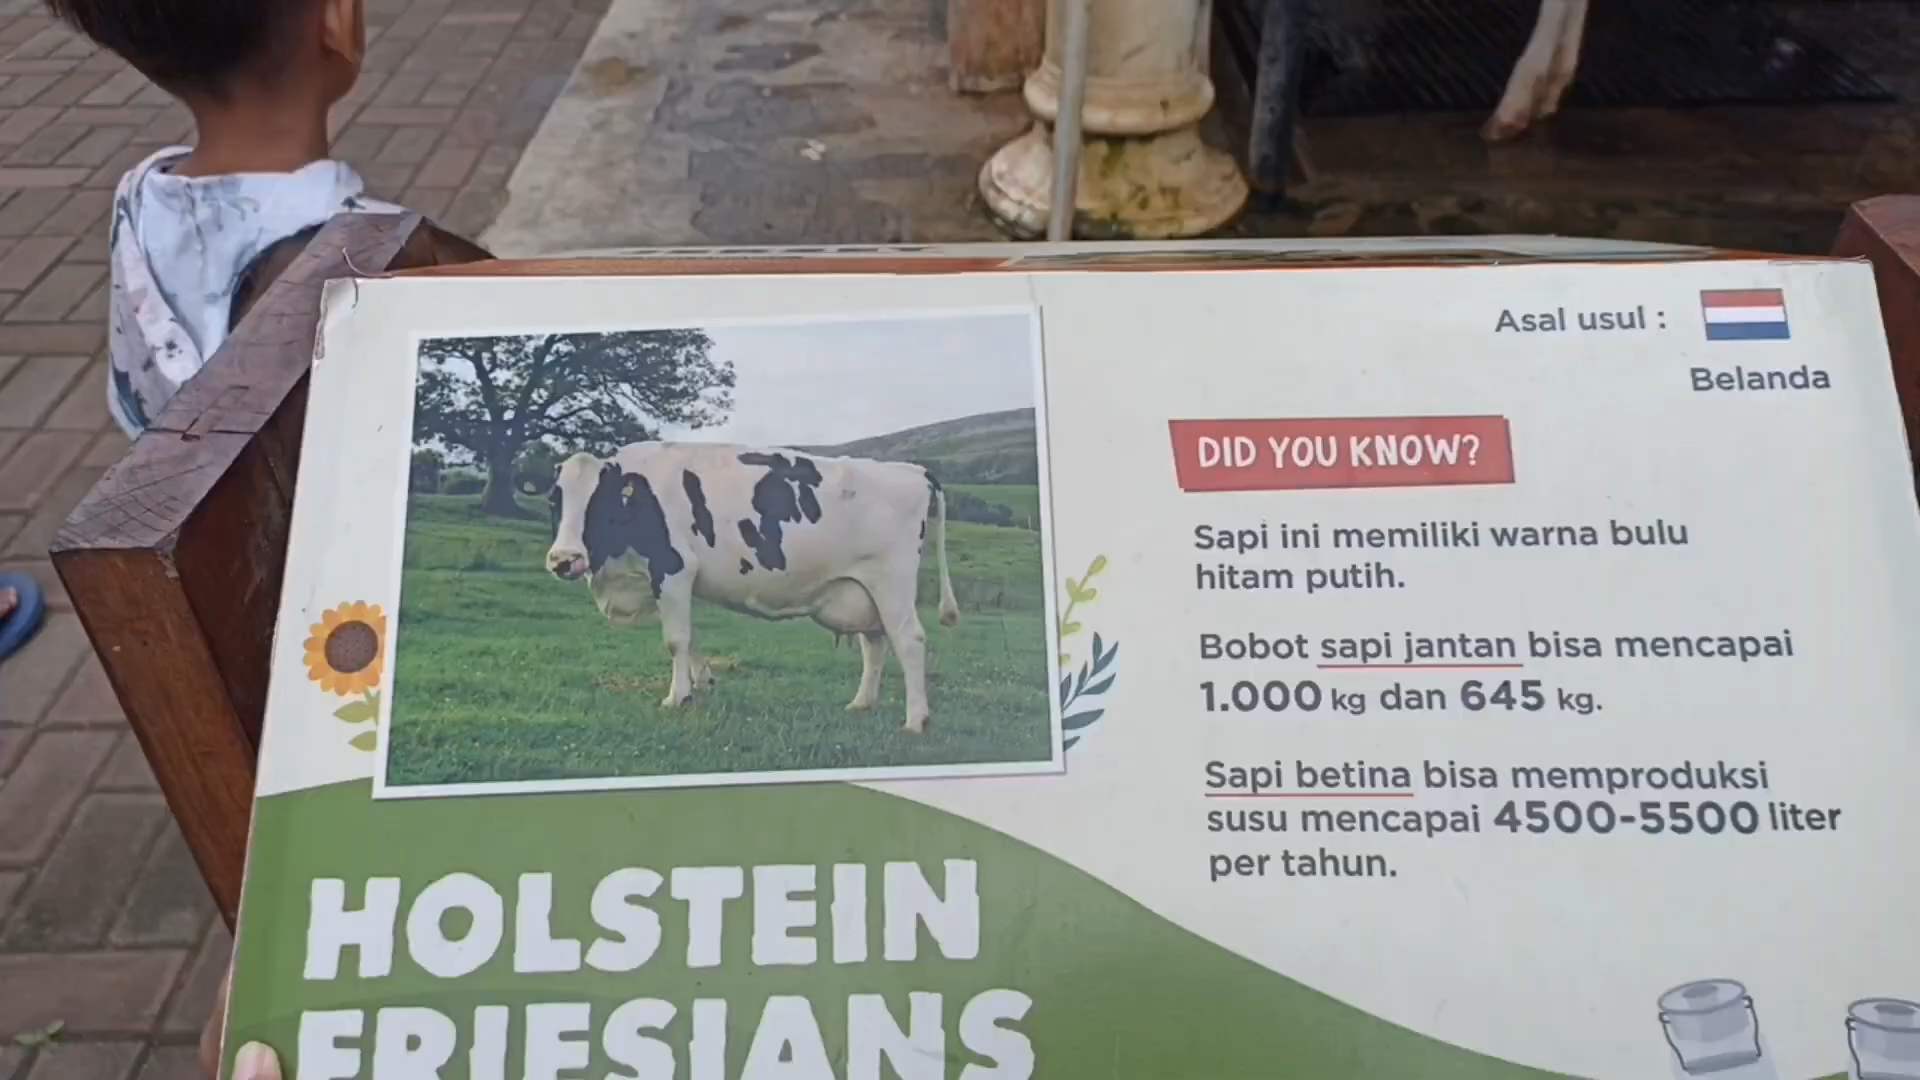 Asal usul :
Belanda
DID YOU KNOW?
Sapi ini memiliki warna bulu
hitam putih.
Bobot sapi jantan bisa mencapai
1.000 kg dan 645 kg.
Sapi betina bisa memproduksi
susu mencapai 4500-5500 liter
per tahun.
HOLSTEIN
FRIESIANS